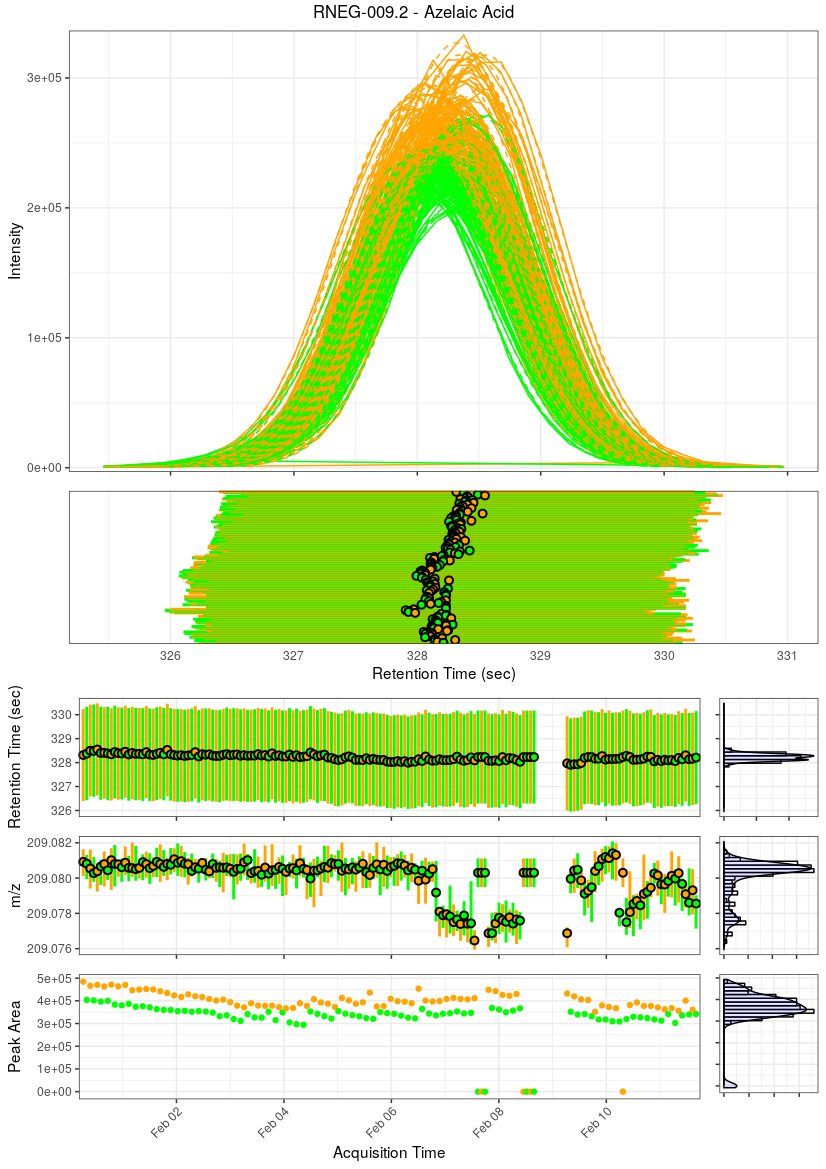 RNEG-009.2 - Azelaic Acid
3e+05
2e+05
1e+05
0e+00
Intensity
326
327
328
329
330
331
Retention Time (sec)
330
329
328
327
326
Retention Time (sec)
209.082
209.080
209.078
209.076
m/z
5e+05
4e+05
3e+05
2e+05
1e+05
0e+00
Peak Area
Feb 02
Feb 04
Feb 06
Feb 08
Feb 10
Acquisition Time